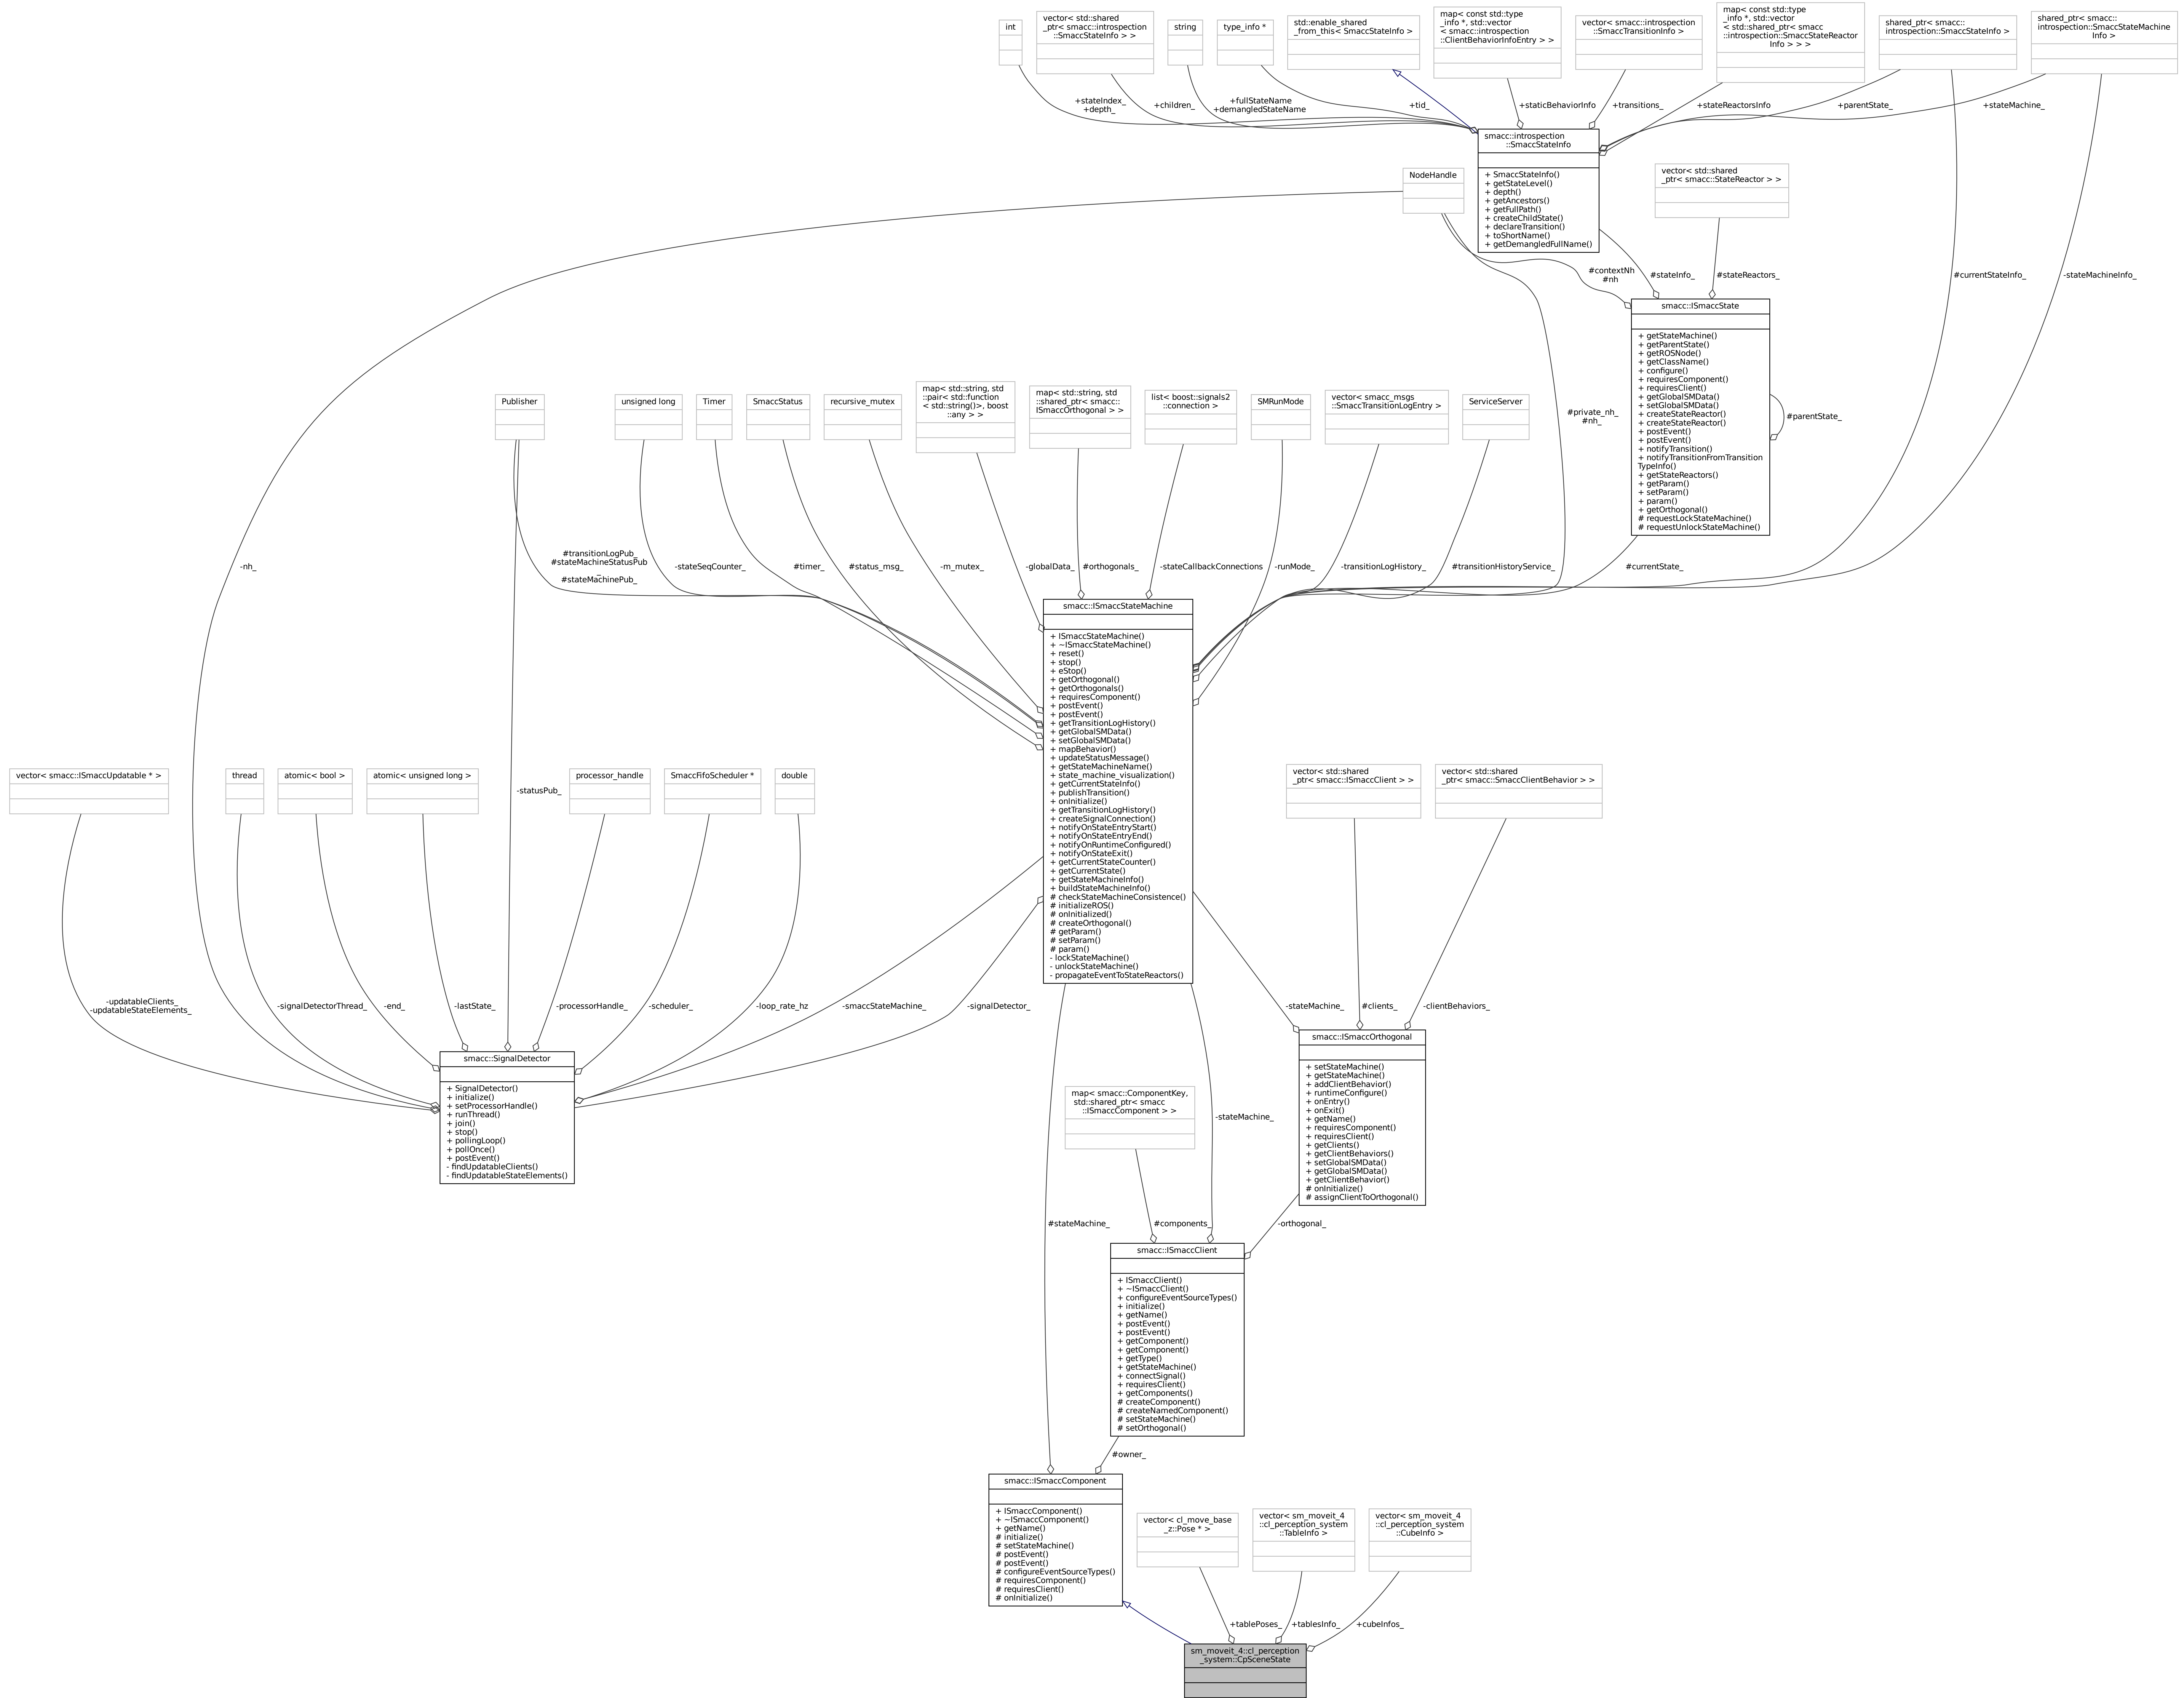 int
vector< std::shared
_ptr< smacc::introspection
::SmaccStateInfo > >
string
type_info *
std::enable_shared
_from_this< SmaccStateInfo >
map< const std::type
_info *, std::vector
< smacc::introspection
::ClientBehaviorInfoEntry > >
vector< smacc::introspection
::SmaccTransitionInfo >
map< const std::type
_info *, std::vector
< std::shared_ptr< smacc
::introspection::SmaccStateReactor
Info > > >
shared_ptr< smacc::
introspection::SmaccStateInfo >
shared_ptr< smacc::
introspection::SmaccStateMachine
Info >
+stateIndex_
+depth_
+children_
+fullStateName
+demangledStateName
+tid_
+staticBehaviorInfo
+transitions_
+stateReactorsInfo
+parentState_
+stateMachine_
smacc::introspection
::SmaccStateInfo
+ SmaccStateInfo()
+ getStateLevel()
+ depth()
+ getAncestors()
+ getFullPath()
+ createChildState()
+ declareTransition()
+ toShortName()
+ getDemangledFullName()
NodeHandle
vector< std::shared
_ptr< smacc::StateReactor > >
#contextNh
#nh
#stateInfo_
#stateReactors_
#currentStateInfo_
-stateMachineInfo_
smacc::ISmaccState
+ getStateMachine()
+ getParentState()
+ getROSNode()
+ getClassName()
+ configure()
+ requiresComponent()
+ requiresClient()
+ getGlobalSMData()
+ setGlobalSMData()
+ createStateReactor()
+ createStateReactor()
+ postEvent()
+ postEvent()
+ notifyTransition()
+ notifyTransitionFromTransition
TypeInfo()
+ getStateReactors()
+ getParam()
+ setParam()
+ param()
+ getOrthogonal()
# requestLockStateMachine()
# requestUnlockStateMachine()
#parentState_
Publisher
unsigned long
Timer
SmaccStatus
recursive_mutex
map< std::string, std
::pair< std::function
< std::string()>, boost
::any > >
map< std::string, std
::shared_ptr< smacc::
ISmaccOrthogonal > >
list< boost::signals2
::connection >
SMRunMode
vector< smacc_msgs
::SmaccTransitionLogEntry >
ServiceServer
#private_nh_
#nh_
-nh_
#transitionLogPub_
#stateMachineStatusPub
_
#stateMachinePub_
-stateSeqCounter_
#timer_
#status_msg_
-m_mutex_
-globalData_
#orthogonals_
-stateCallbackConnections
-runMode_
-transitionLogHistory_
#transitionHistoryService_
#currentState_
smacc::ISmaccStateMachine
+ ISmaccStateMachine()
+ ~ISmaccStateMachine()
+ reset()
+ stop()
+ eStop()
+ getOrthogonal()
+ getOrthogonals()
+ requiresComponent()
+ postEvent()
+ postEvent()
+ getTransitionLogHistory()
+ getGlobalSMData()
+ setGlobalSMData()
+ mapBehavior()
+ updateStatusMessage()
+ getStateMachineName()
+ state_machine_visualization()
+ getCurrentStateInfo()
+ publishTransition()
+ onInitialize()
+ getTransitionLogHistory()
+ createSignalConnection()
+ notifyOnStateEntryStart()
+ notifyOnStateEntryEnd()
+ notifyOnRuntimeConfigured()
+ notifyOnStateExit()
+ getCurrentStateCounter()
+ getCurrentState()
+ getStateMachineInfo()
+ buildStateMachineInfo()
# checkStateMachineConsistence()
# initializeROS()
# onInitialized()
# createOrthogonal()
# getParam()
# setParam()
# param()
- lockStateMachine()
- unlockStateMachine()
- propagateEventToStateReactors()
vector< smacc::ISmaccUpdatable * >
thread
atomic< bool >
atomic< unsigned long >
-statusPub_
processor_handle
SmaccFifoScheduler *
double
vector< std::shared
_ptr< smacc::ISmaccClient > >
vector< std::shared
_ptr< smacc::SmaccClientBehavior > >
-updatableClients_
-updatableStateElements_
-signalDetectorThread_
-end_
-lastState_
-processorHandle_
-scheduler_
-loop_rate_hz
-smaccStateMachine_
-signalDetector_
-stateMachine_
#clients_
-clientBehaviors_
smacc::SignalDetector
+ SignalDetector()
+ initialize()
+ setProcessorHandle()
+ runThread()
+ join()
+ stop()
+ pollingLoop()
+ pollOnce()
+ postEvent()
- findUpdatableClients()
- findUpdatableStateElements()
smacc::ISmaccOrthogonal
+ setStateMachine()
+ getStateMachine()
+ addClientBehavior()
+ runtimeConfigure()
+ onEntry()
+ onExit()
+ getName()
+ requiresComponent()
+ requiresClient()
+ getClients()
+ getClientBehaviors()
+ setGlobalSMData()
+ getGlobalSMData()
+ getClientBehavior()
# onInitialize()
# assignClientToOrthogonal()
map< smacc::ComponentKey,
std::shared_ptr< smacc
::ISmaccComponent > >
-stateMachine_
#stateMachine_
#components_
-orthogonal_
smacc::ISmaccClient
+ ISmaccClient()
+ ~ISmaccClient()
+ configureEventSourceTypes()
+ initialize()
+ getName()
+ postEvent()
+ postEvent()
+ getComponent()
+ getComponent()
+ getType()
+ getStateMachine()
+ connectSignal()
+ requiresClient()
+ getComponents()
# createComponent()
# createNamedComponent()
# setStateMachine()
# setOrthogonal()
#owner_
smacc::ISmaccComponent
+ ISmaccComponent()
+ ~ISmaccComponent()
+ getName()
# initialize()
# setStateMachine()
# postEvent()
# postEvent()
# configureEventSourceTypes()
# requiresComponent()
# requiresClient()
# onInitialize()
vector< cl_move_base
_z::Pose * >
vector< sm_moveit_4
::cl_perception_system
::TableInfo >
vector< sm_moveit_4
::cl_perception_system
::CubeInfo >
+tablePoses_
+tablesInfo_
+cubeInfos_
sm_moveit_4::cl_perception
_system::CpSceneState